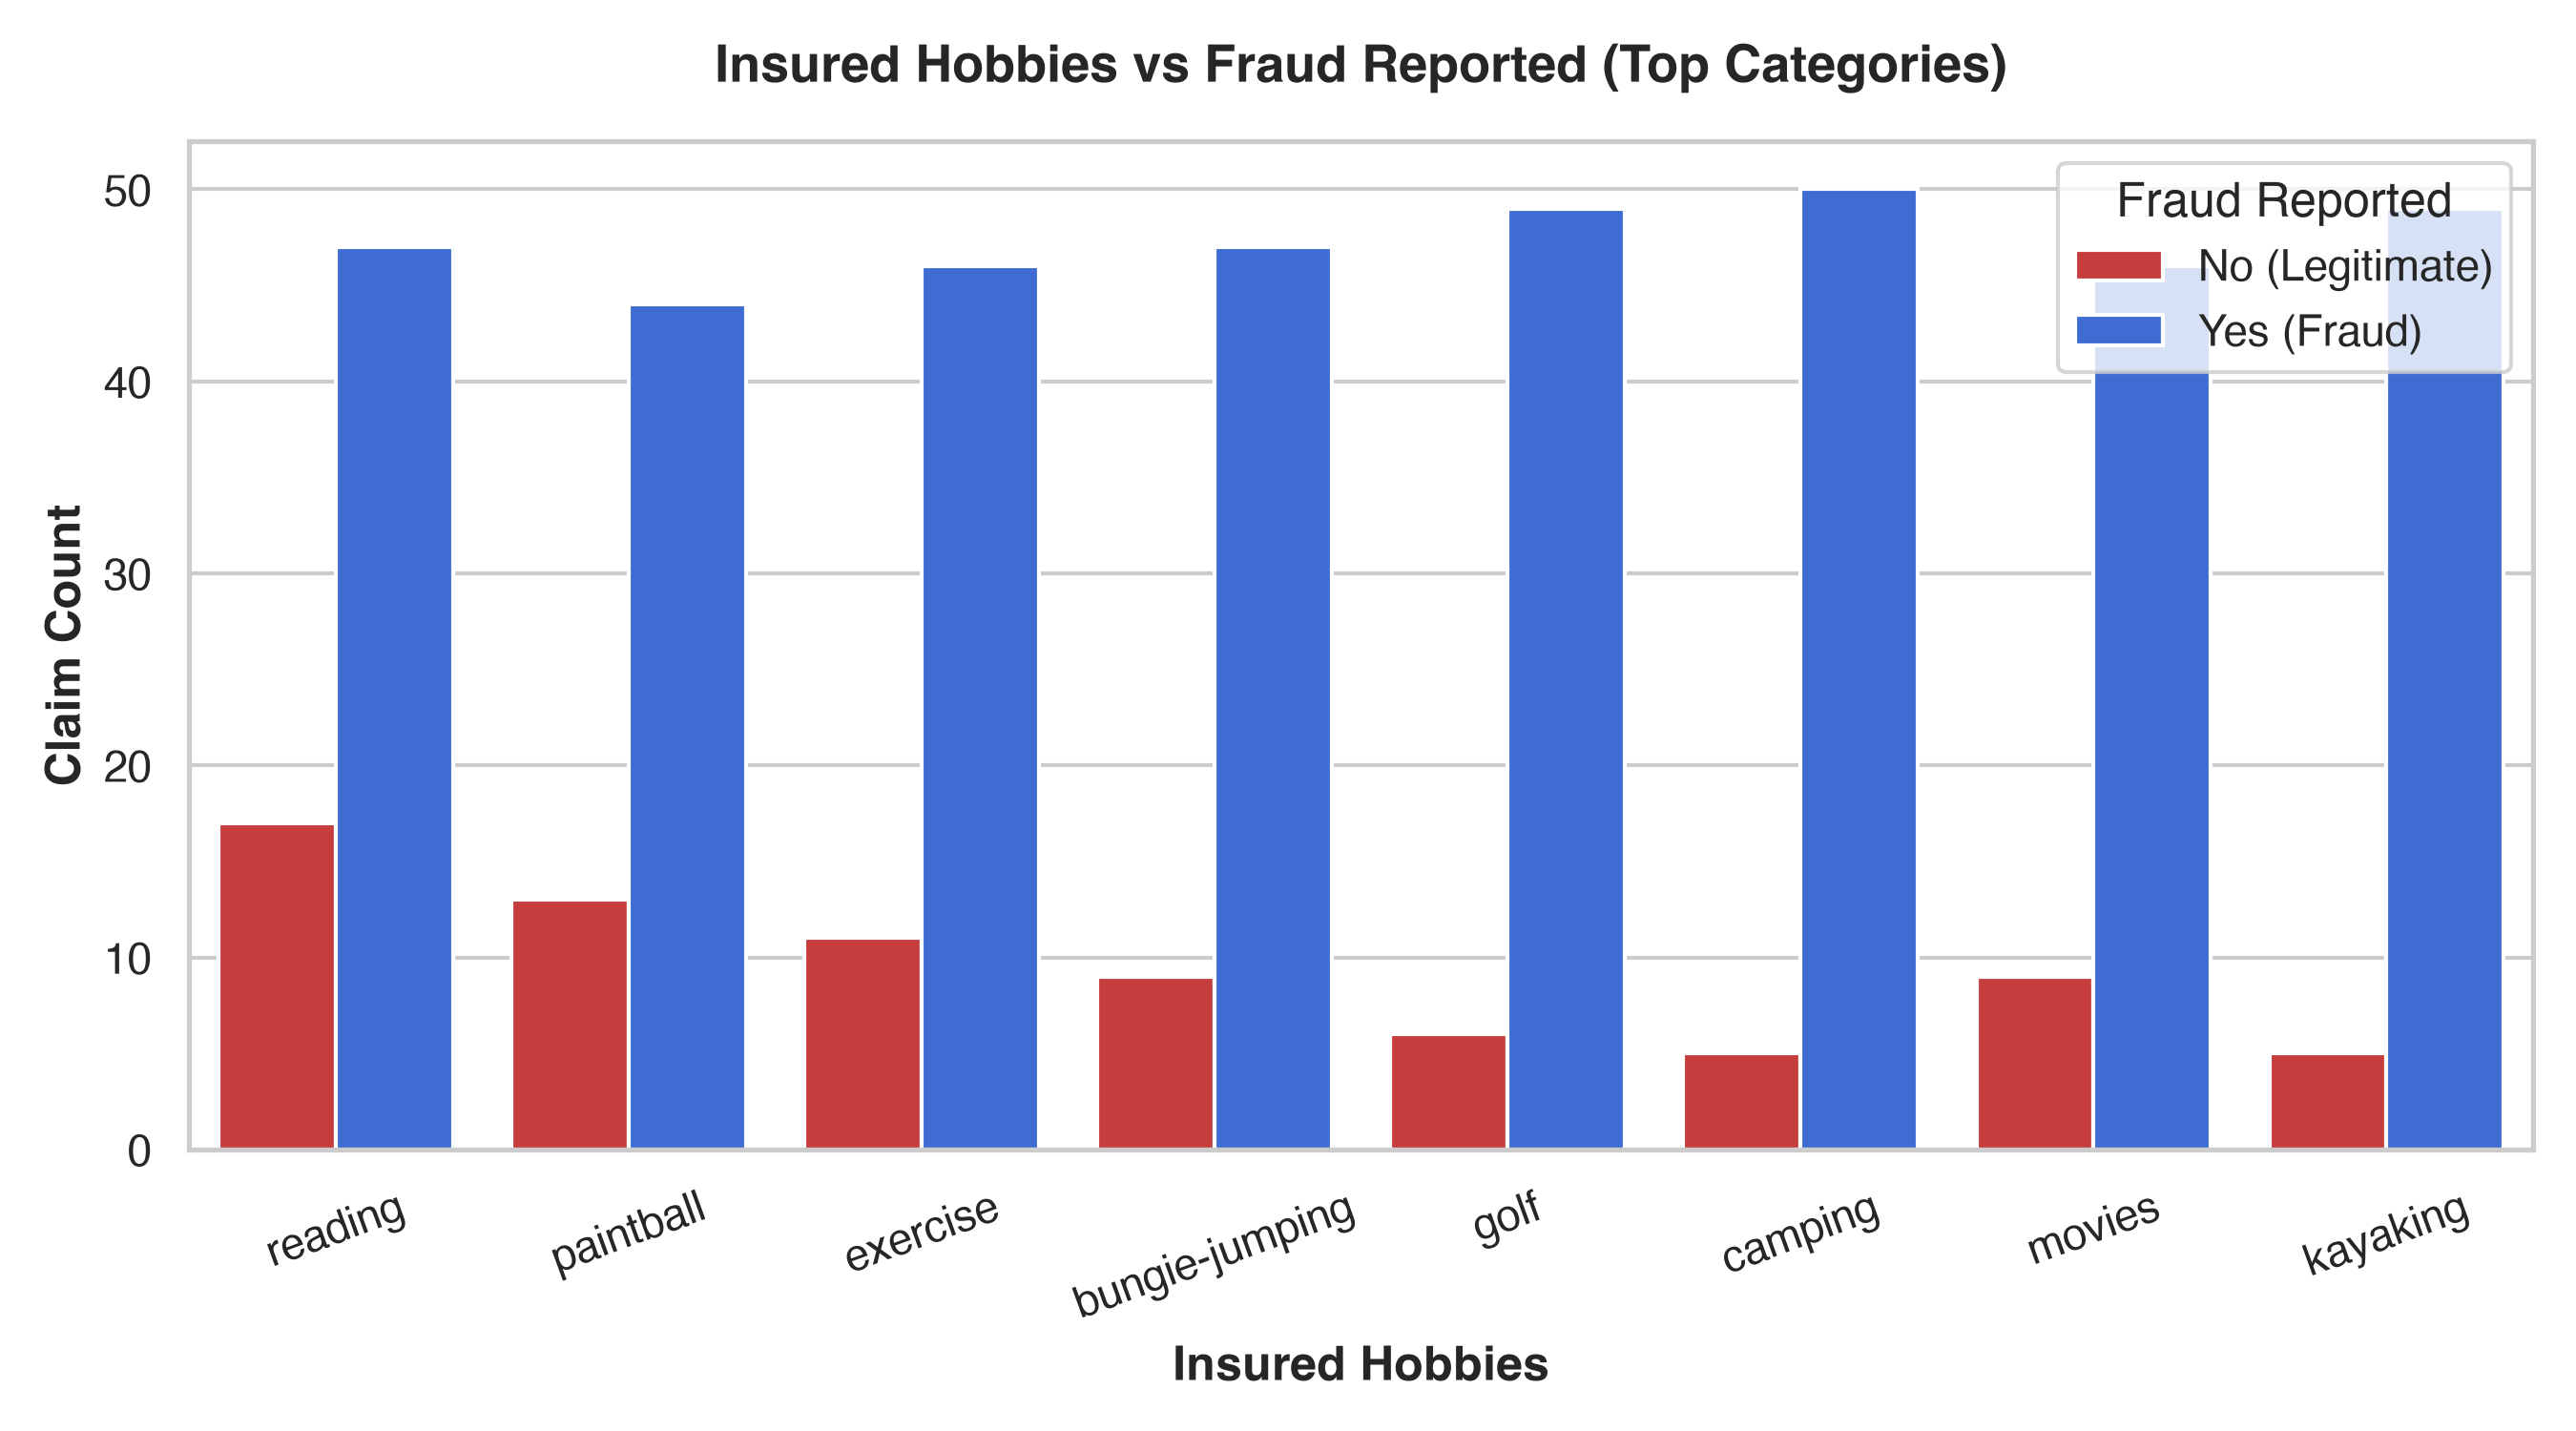 Insured Hobbies vs Fraud Reported (Top Categories)
Fraud Reported
No (Legitimate)
Yes (Fraud)
Claim Count
50
40
30
20
10
0
reading
paintball
exercise
bungie-jumping
golf
camping
movies
kayaking
Insured Hobbies